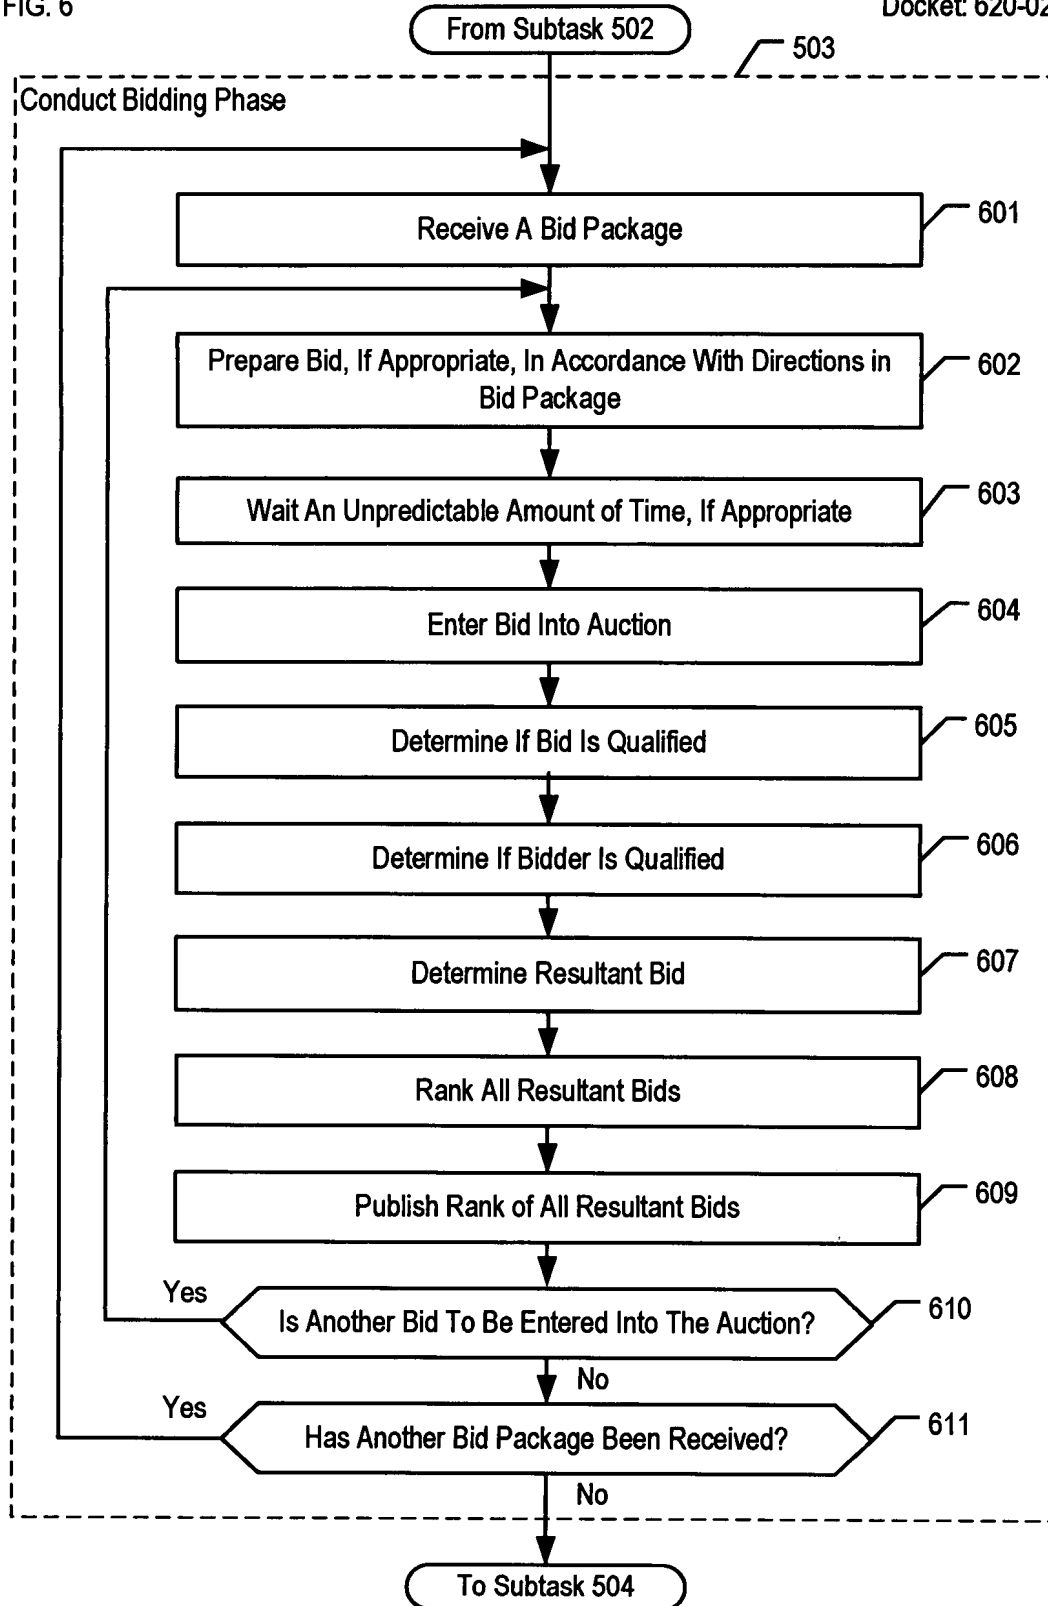 FIG. 6
Docket: 620-02
From Subtask 502
503
Conduct Bidding Phase
Receive A Bid Package
601
Prepare Bid, If Appropriate, In Accordance With Directions in
Bid Package
602
Wait An Unpredictable Amount of Time, If Appropriate
603
Enter Bid Into Auction
604
Determine If Bid Is Qualified
605
Determine If Bidder Is Qualified
606
Determine Resultant Bid
607
Rank All Resultant Bids
608
Publish Rank of All Resultant Bids
609
Yes
Is Another Bid To Be Entered Into The Auction?
610
No
Yes
Has Another Bid Package Been Received?
611
No
To Subtask 504